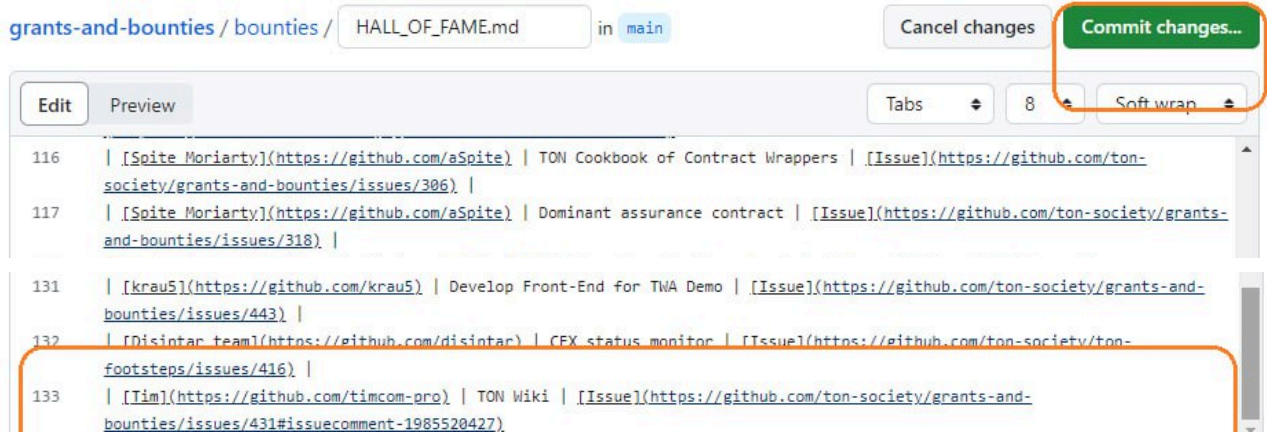 grants-and-bounties / bounties / HALL_OF_FAME.md in main Cancel changes Commit changes...
Edit Preview Tabs 8 Soft wrap
116 | [Spite Moriarty](https://github.com/aSpite) | TON Cookbook of Contract Wrappers | [Issue](https://github.com/ton-
society/grants-and-bounties/issues/306) |
117 | [Spite Moriarty](https://github.com/aSpite) | Dominant assurance contract | [Issue](https://github.com/ton-society/grants-
and-bounties/issues/318) |
131 | [krau5](https://github.com/krau5) | Develop Front-End for TWA Demo | [Issue](https://github.com/ton-society/grants-and-
bounties/issues/443) |
132 | [Disintar team](https://github.com/disintar) | CEX status monitor | [Issue](https://github.com/ton-society/ton-
footsteps/issues/416) |
133 | [Tim](https://github.com/timcom-pro) | TON Wiki | [Issue](https://github.com/ton-society/grants-and-
bounties/issues/431#issuecomment-1985520427)